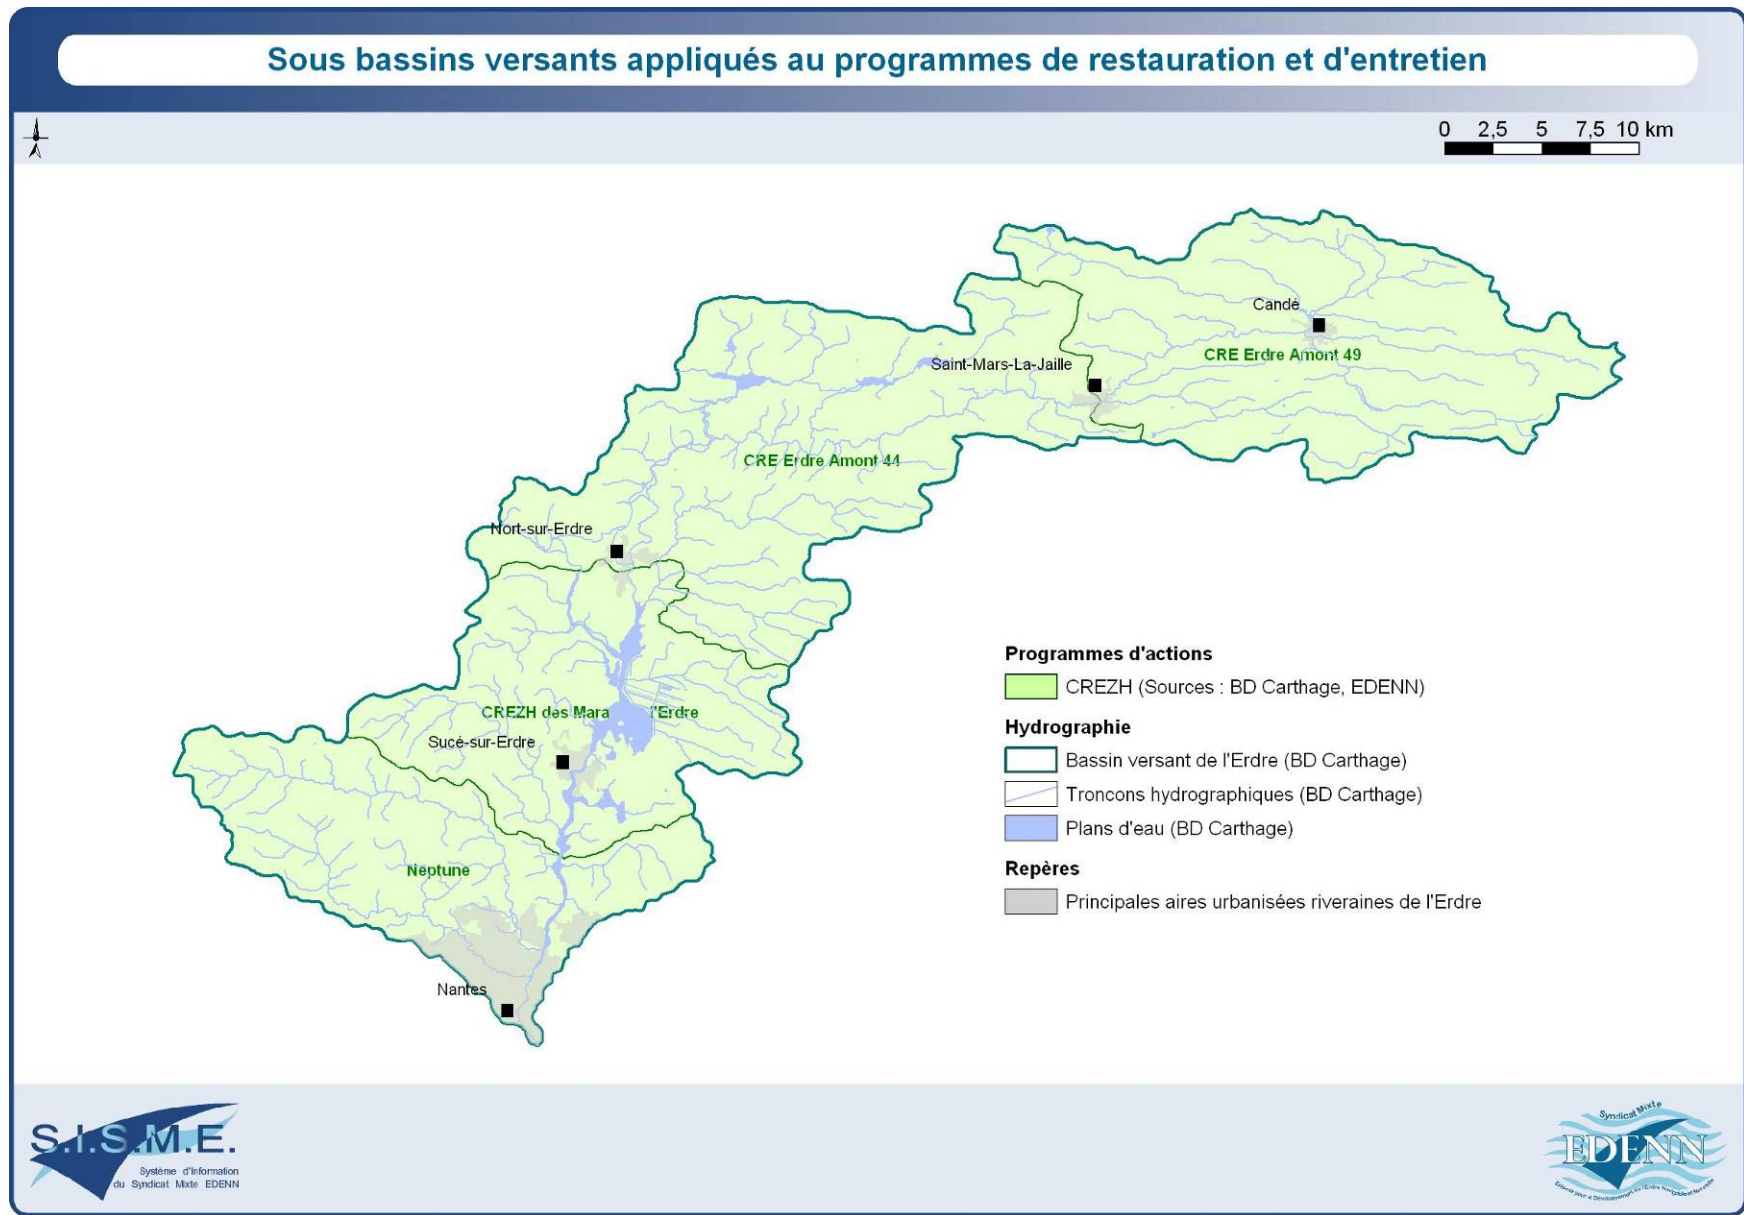 Sous bassins versants appliqués au programmes de restauration et d'entretien
0 2,5 5 7,5 10 km
Candé
CRE Erdre Amont 49
Saint-Mars-La-Jaille
CRE Erdre Amont 44
Nort-sur-Erdre
Programmes d'actions
CREZH (Sources : BD Carthage, EDENN)
CREZH des Mara l'Erdre
Hydrographie
Sucé-sur-Erdre
Bassin versant de l'Erdre (BD Carthage)
Troncons hydrographiques (BD Carthage)
Plans d'eau (BD Carthage)
Neptune
Repères
Principales aires urbanisées riveraines de l'Erdre
Nantes
S.I.S.M.E.
Système d'Information
du Syndicat Mixte EDENN
Syndicat Mixte
EDENN